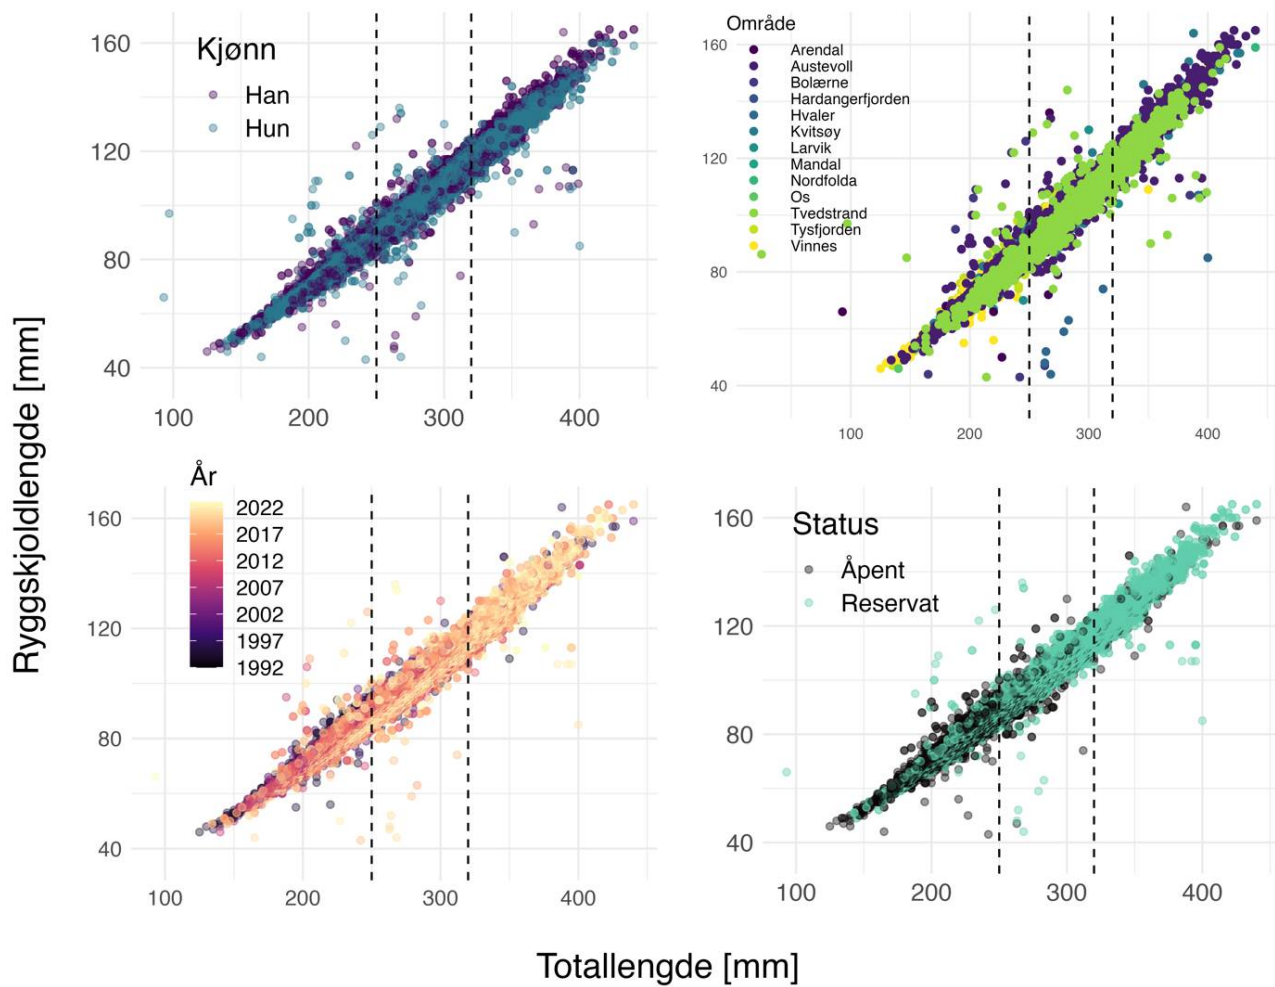 Ryggskjoldlengde [mm]
Kjønn
Han
Hun
160
120
80
40
100
200
300
400
Område
Arendal
Austevoll
Bolærne
Hardangerfjorden
Hvaler
Kvitsøy
Larvik
Mandal
Nordfolda
Os
Tvedstrand
Tysfjorden
Vinnes
160
120
80
40
100
200
300
400
År
2022
2017
2012
2007
2002
1997
1992
160
120
80
40
100
200
300
400
Status
Åpent
Reservat
160
120
80
40
100
200
300
400
Totallengde [mm]